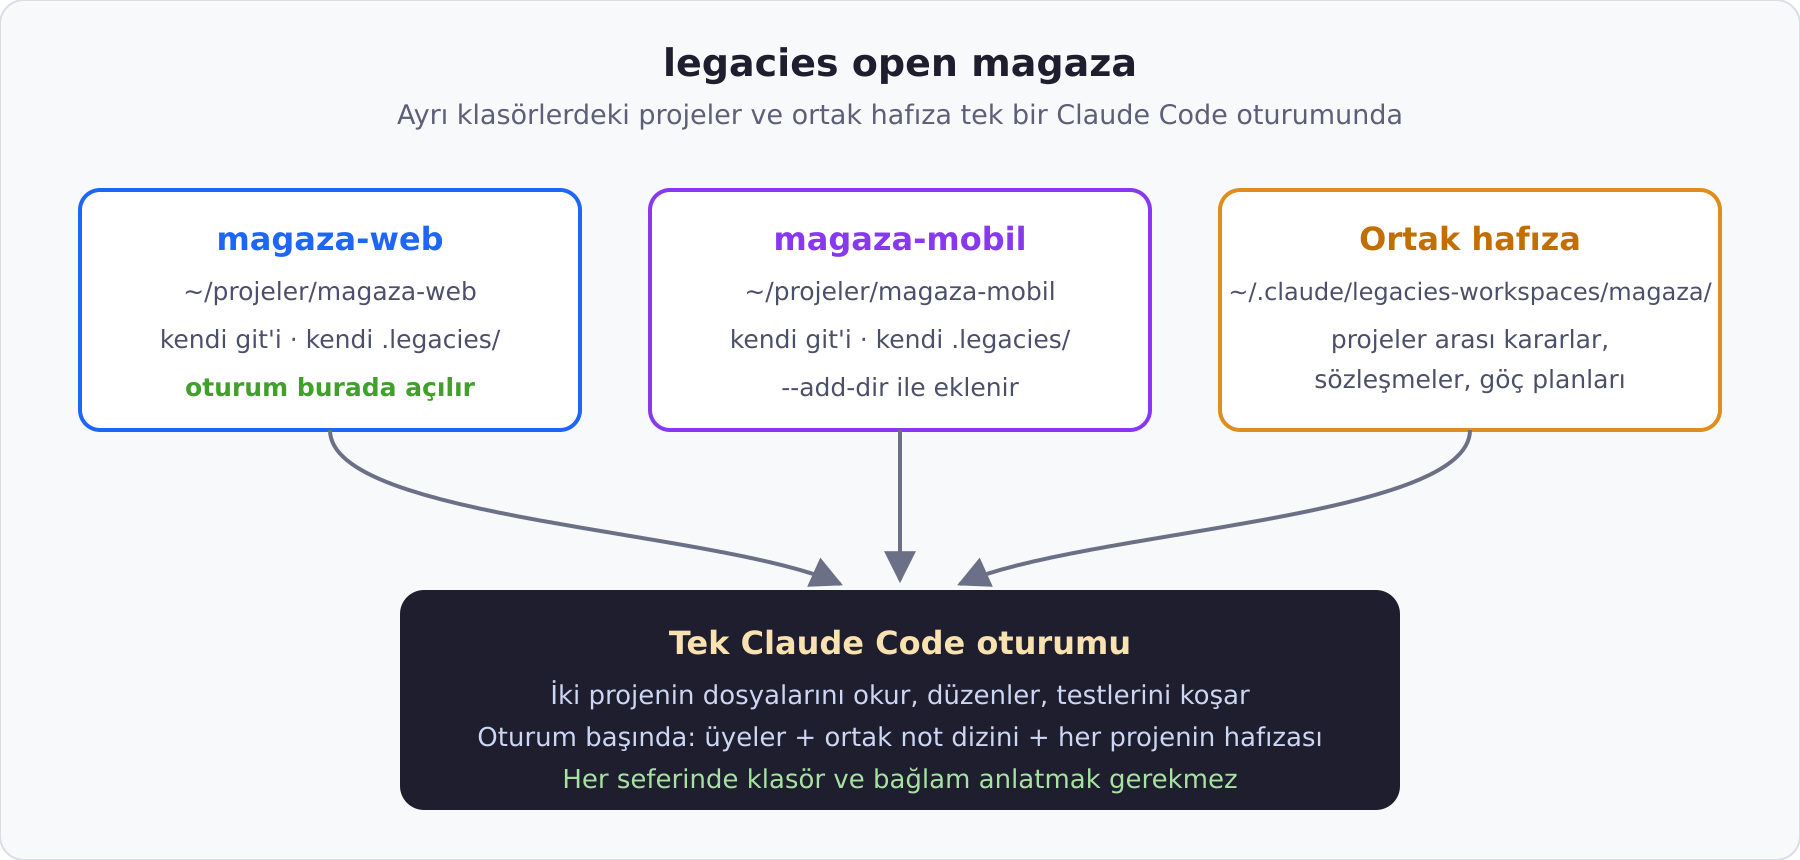 legacies open magaza
Ayrı klasörlerdeki projeler ve ortak hafıza tek bir Claude Code oturumunda
magaza-web
~/projeler/magaza-web
kendi git'i · kendi .legacies/
oturum burada açılır
magaza-mobil
~/projeler/magaza-mobil
kendi git'i · kendi .legacies/
--add-dir ile eklenir
Ortak hafıza
~/.claude/legacies-workspaces/magaza/
projeler arası kararlar,
sözleşmeler, göç planları
Tek Claude Code oturumu
İki projenin dosyalarını okur, düzenler, testlerini koşar
Oturum başında: üyeler + ortak not dizini + her projenin hafızası
Her seferinde klasör ve bağlam anlatmak gerekmez